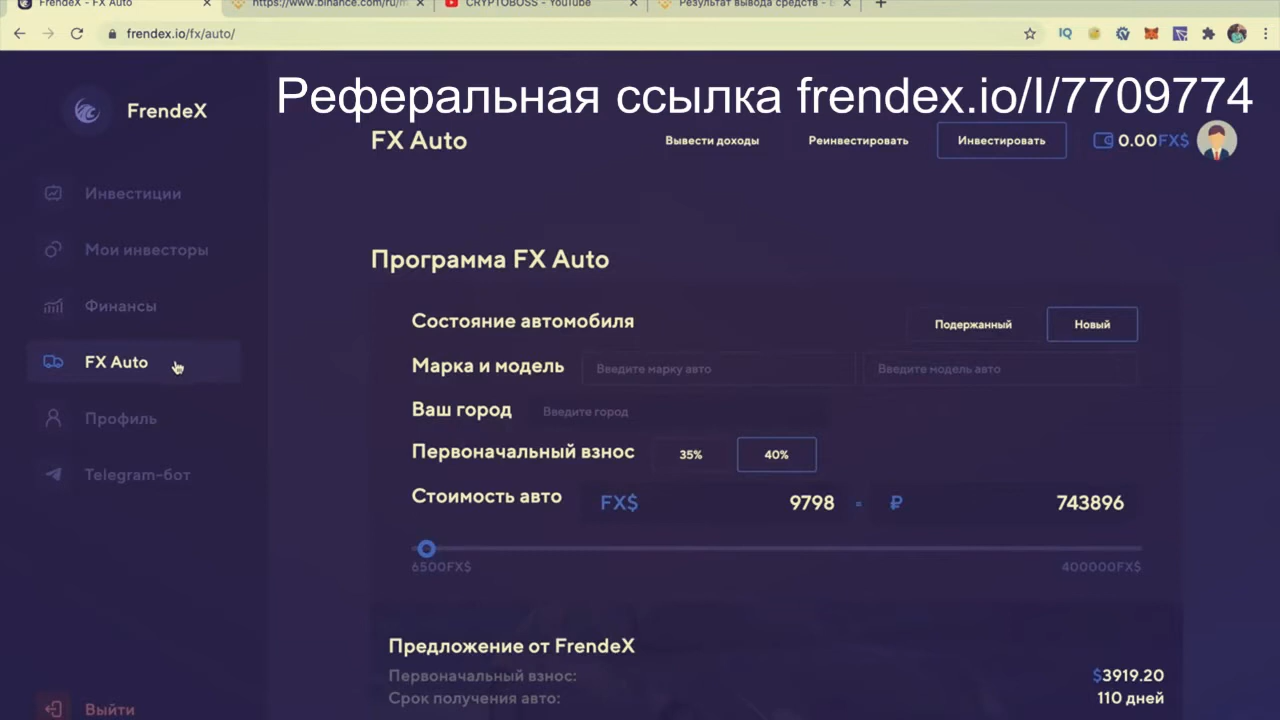 FrendeX - FX Auto
https://www.binance.com/ru/m
CRYPTOBOSS - YouTube
Результат вывода средств - B
frendex.io/fx/auto/
IQ
Реферальная ссылка frendex.io/I/7709774
FrendeX
FX Auto
Вывести доходы
Реинвестировать
Инвестировать
0.00FX$
Инвестиции
Мои инвесторы
Финансы
FX Auto
Профиль
Telegram-бот
Выйти
Программа FX Auto
Состояние автомобиля
Подержанный
Новый
Марка и модель
Введите марку авто
Введите модель авто
Ваш город
Введите город
Первоначальный взнос
35%
40%
Стоимость авто
FX$ 9798 = ₽ 743896
6500FX$
400000FX$
Предложение от FrendeX
Первоначальный взнос: $3919.20
Срок получения авто: 110 дней